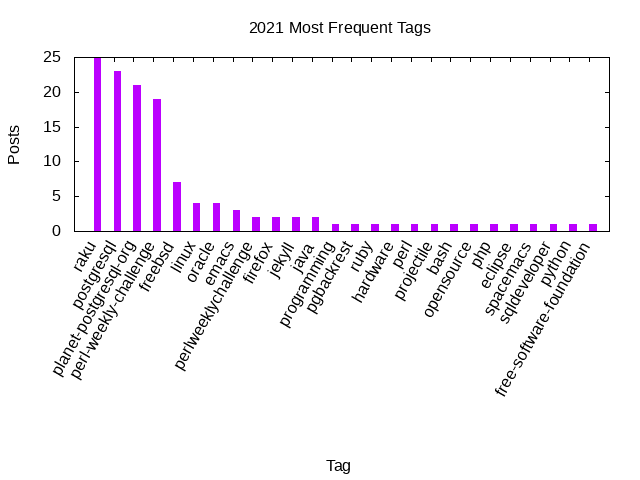 2021 Most Frequent Tags
Posts
25
20
15
10
5
0
raku
postgresql
planet-postgresql-org
perl-weekly-challenge
freebsd
linux
oracle
emacs
perlweeklychallenge
firefox
jekyll
java
programming
pgbackrest
ruby
hardware
perl
projectile
bash
opensource
php
eclipse
spacemacs
sqldeveloper
python
free-software-foundation
Tag